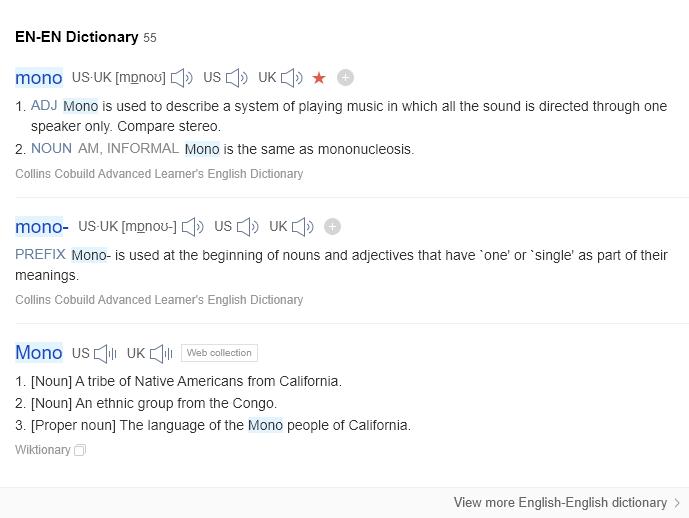 EN-EN Dictionary 55
mono US·UK [mɒnoʊ] US UK
1. ADJ Mono is used to describe a system of playing music in which all the sound is directed through one
speaker only. Compare stereo.
2. NOUN AM, INFORMAL Mono is the same as mononucleosis.
Collins Cobuild Advanced Learner's English Dictionary
mono- US·UK [mɒnoʊ-] US UK
PREFIX Mono- is used at the beginning of nouns and adjectives that have `one' or `single' as part of their
meanings.
Collins Cobuild Advanced Learner's English Dictionary
Mono US UK Web collection
1. [Noun] A tribe of Native Americans from California.
2. [Noun] An ethnic group from the Congo.
3. [Proper noun] The language of the Mono people of California.
Wiktionary
View more English-English dictionary